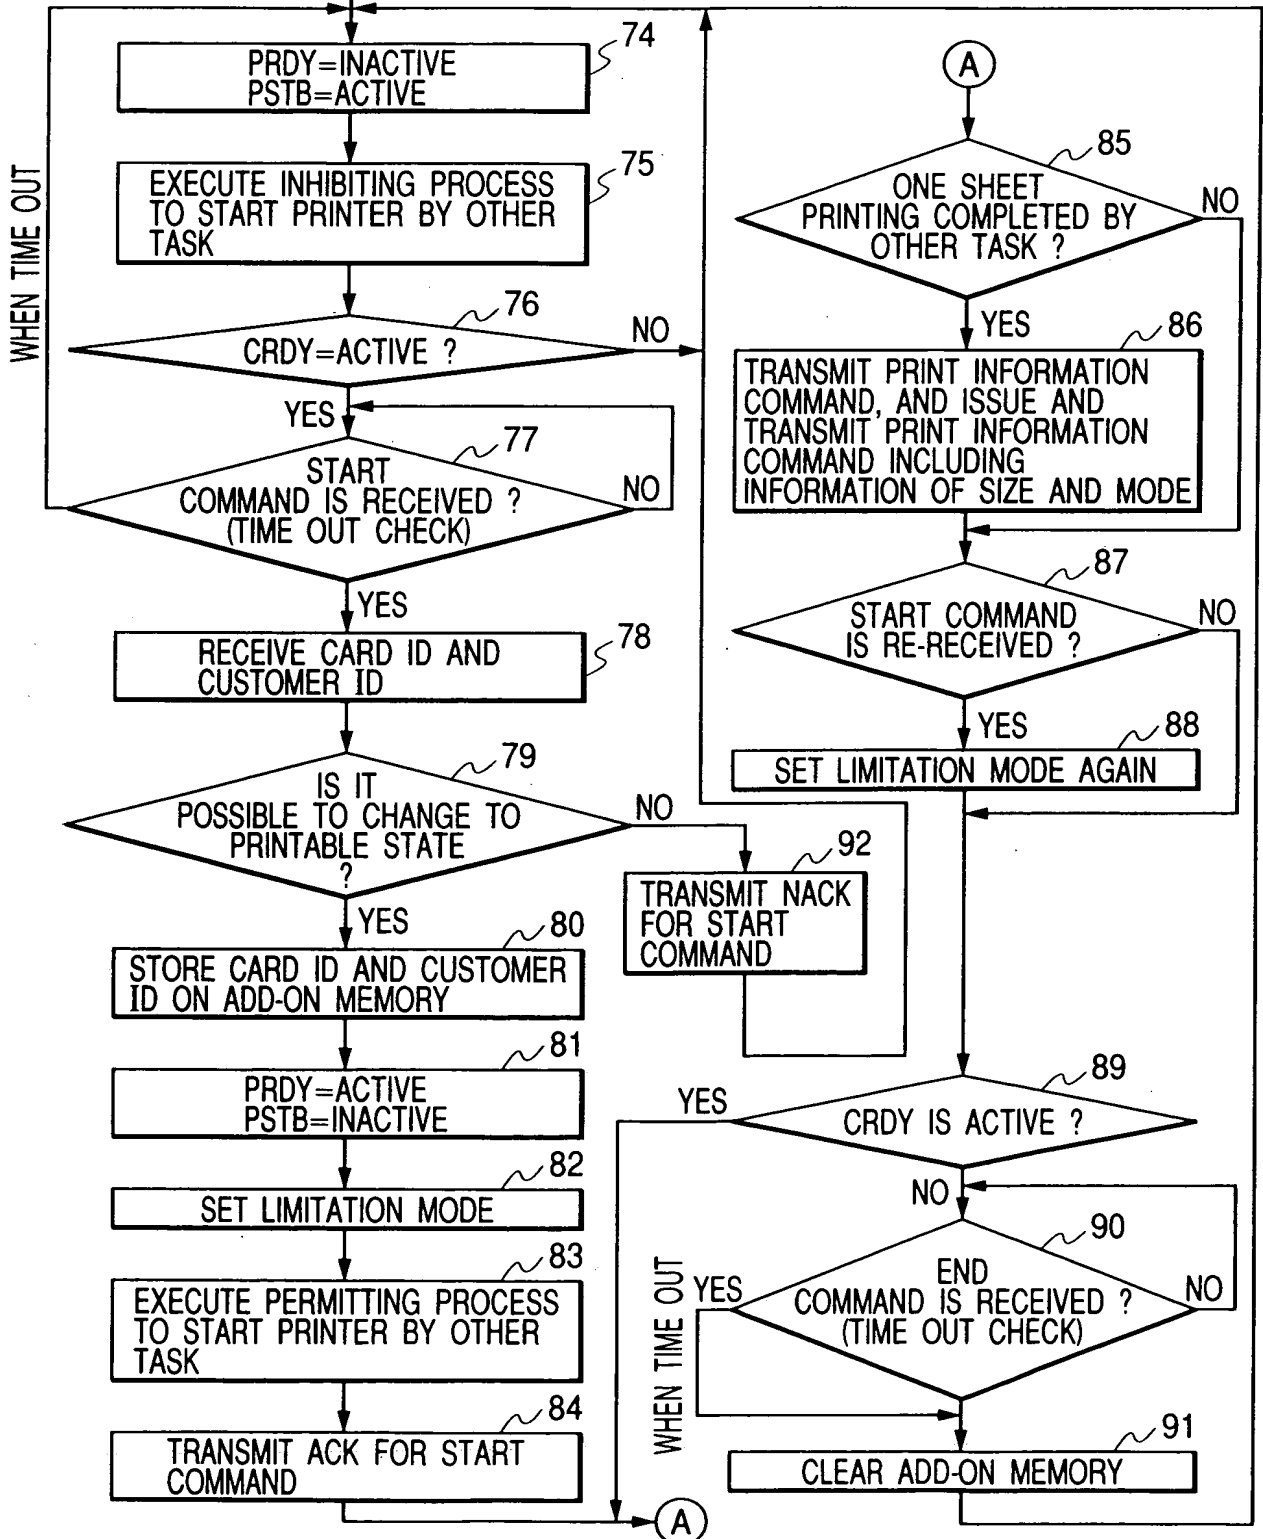 74
PRDY=INACTIVE
PSTB=ACTIVE
75
EXECUTE INHIBITING PROCESS
TO START PRINTER BY OTHER
TASK
WHEN TIME OUT
76
CRDY=ACTIVE ?
NO
YES
77
START
COMMAND IS RECEIVED ?
(TIME OUT CHECK)
NO
YES
78
RECEIVE CARD ID AND
CUSTOMER ID
79
IS IT
POSSIBLE TO CHANGE TO
PRINTABLE STATE
?
NO
YES
92
TRANSMIT NACK
FOR START
COMMAND
80
STORE CARD ID AND CUSTOMER
ID ON ADD-ON MEMORY
81
PRDY=ACTIVE
PSTB=INACTIVE
82
SET LIMITATION MODE
83
EXECUTE PERMITTING PROCESS
TO START PRINTER BY OTHER
TASK
84
TRANSMIT ACK FOR START
COMMAND
A
A
85
ONE SHEET
PRINTING COMPLETED BY
OTHER TASK ?
NO
YES
86
TRANSMIT PRINT INFORMATION
COMMAND, AND ISSUE AND
TRANSMIT PRINT INFORMATION
COMMAND INCLUDING
INFORMATION OF SIZE AND MODE
87
START COMMAND
IS RE-RECEIVED ?
NO
YES
88
SET LIMITATION MODE AGAIN
89
YES
CRDY IS ACTIVE ?
NO
90
END
COMMAND IS RECEIVED ?
(TIME OUT CHECK)
YES
NO
WHEN TIME OUT
91
CLEAR ADD-ON MEMORY